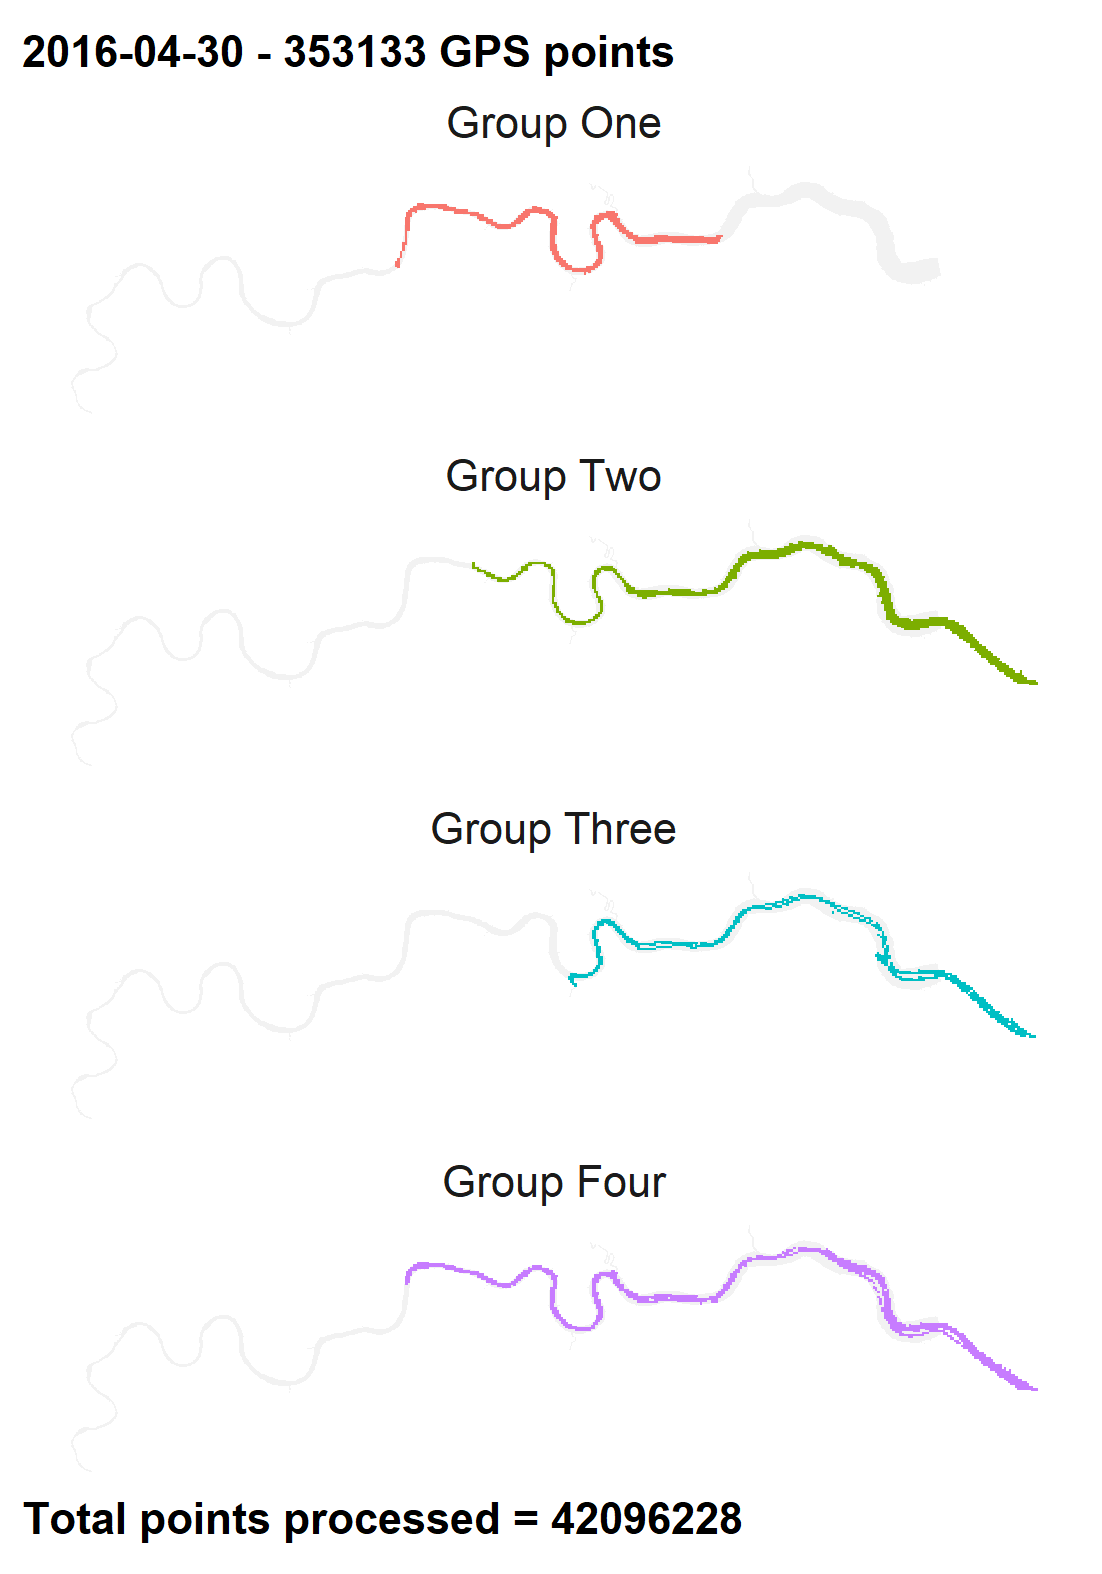 2016-04-30 - 353133 GPS points
Group One
Group Two
Group Three
Group Four
Total points processed = 42096228